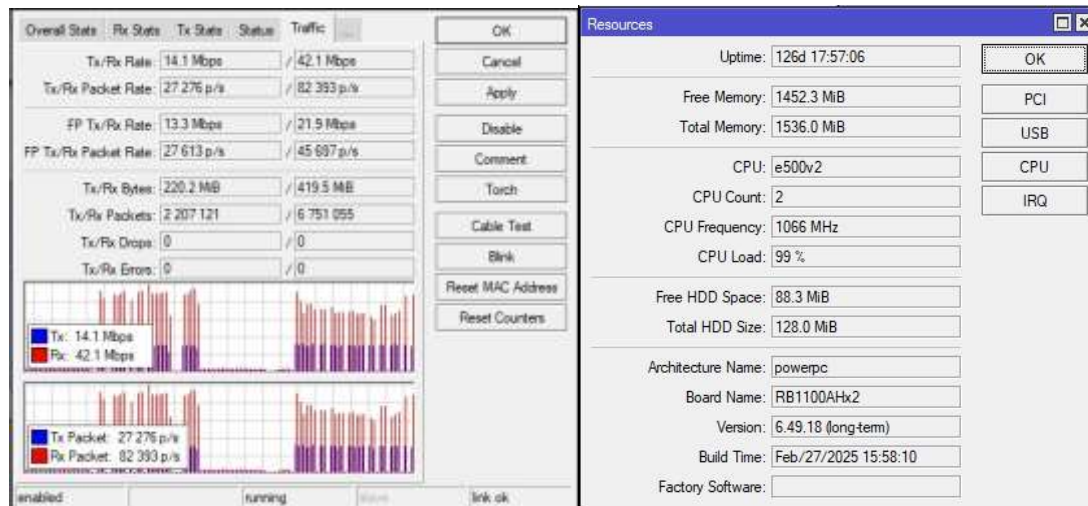 Overall Stats Rx Stats Tx Stats Status Traffic ...
Tx/Rx Rate: 14.1 Mbps / 42.1 Mbps
Tx/Rx Packet Rate: 27 276 p/s / 82 393 p/s
FP Tx/Rx Rate: 13.3 Mbps / 21.9 Mbps
FP Tx/Rx Packet Rate: 27 613 p/s / 45 697 p/s
Tx/Rx Bytes: 220.2 MiB / 419.5 MiB
Tx/Rx Packets: 2 207 121 / 6 751 055
Tx/Rx Drops: 0 / 0
Tx/Rx Errors: 0 / 0
Tx: 14.1 Mbps
Rx: 42.1 Mbps
Tx Packet: 27 276 p/s
Rx Packet: 82 393 p/s
enabled running slave link ok
OK
Cancel
Apply
Disable
Comment
Torch
Cable Test
Blink
Reset MAC Address
Reset Counters
Resources
Uptime: 126d 17:57:06
Free Memory: 1452.3 MiB
Total Memory: 1536.0 MiB
CPU: e500v2
CPU Count: 2
CPU Frequency: 1066 MHz
CPU Load: 99 %
Free HDD Space: 88.3 MiB
Total HDD Size: 128.0 MiB
Architecture Name: powerpc
Board Name: RB1100AHx2
Version: 6.49.18 (long-term)
Build Time: Feb/27/2025 15:58:10
Factory Software:
OK
PCI
USB
CPU
IRQ